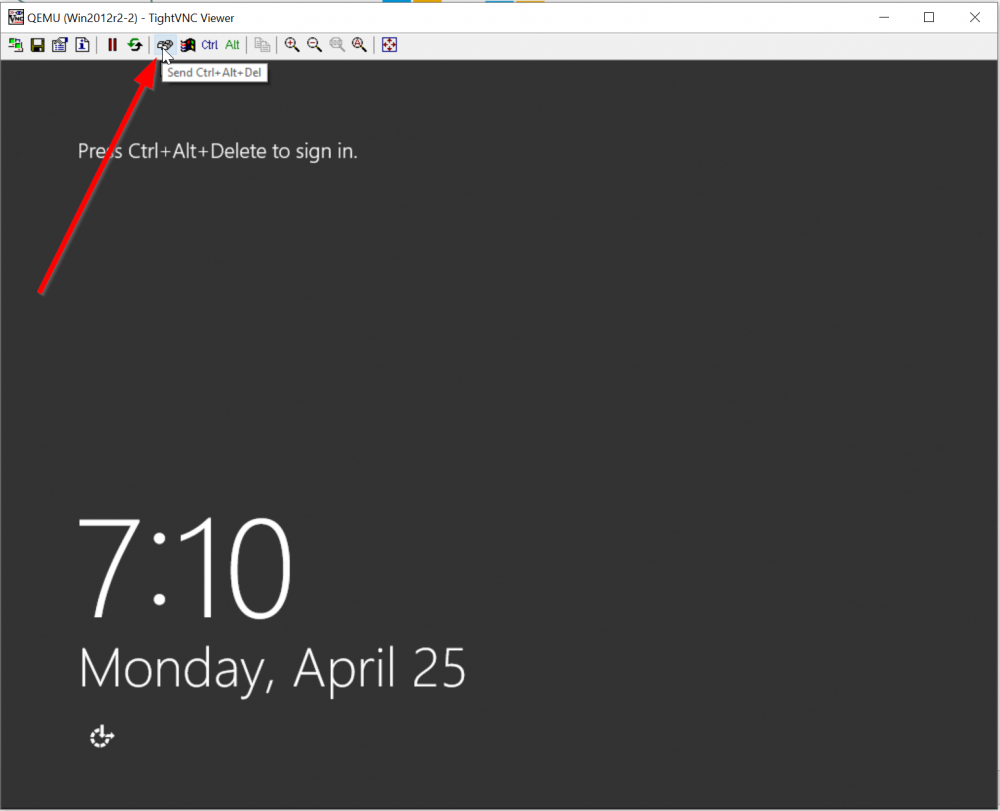 QEMU (Win2012r2-2) - TightVNC Viewer
Ctrl Alt
Send Ctrl+Alt+Del
Press Ctrl+Alt+Delete to sign in.
7:10
Monday, April 25